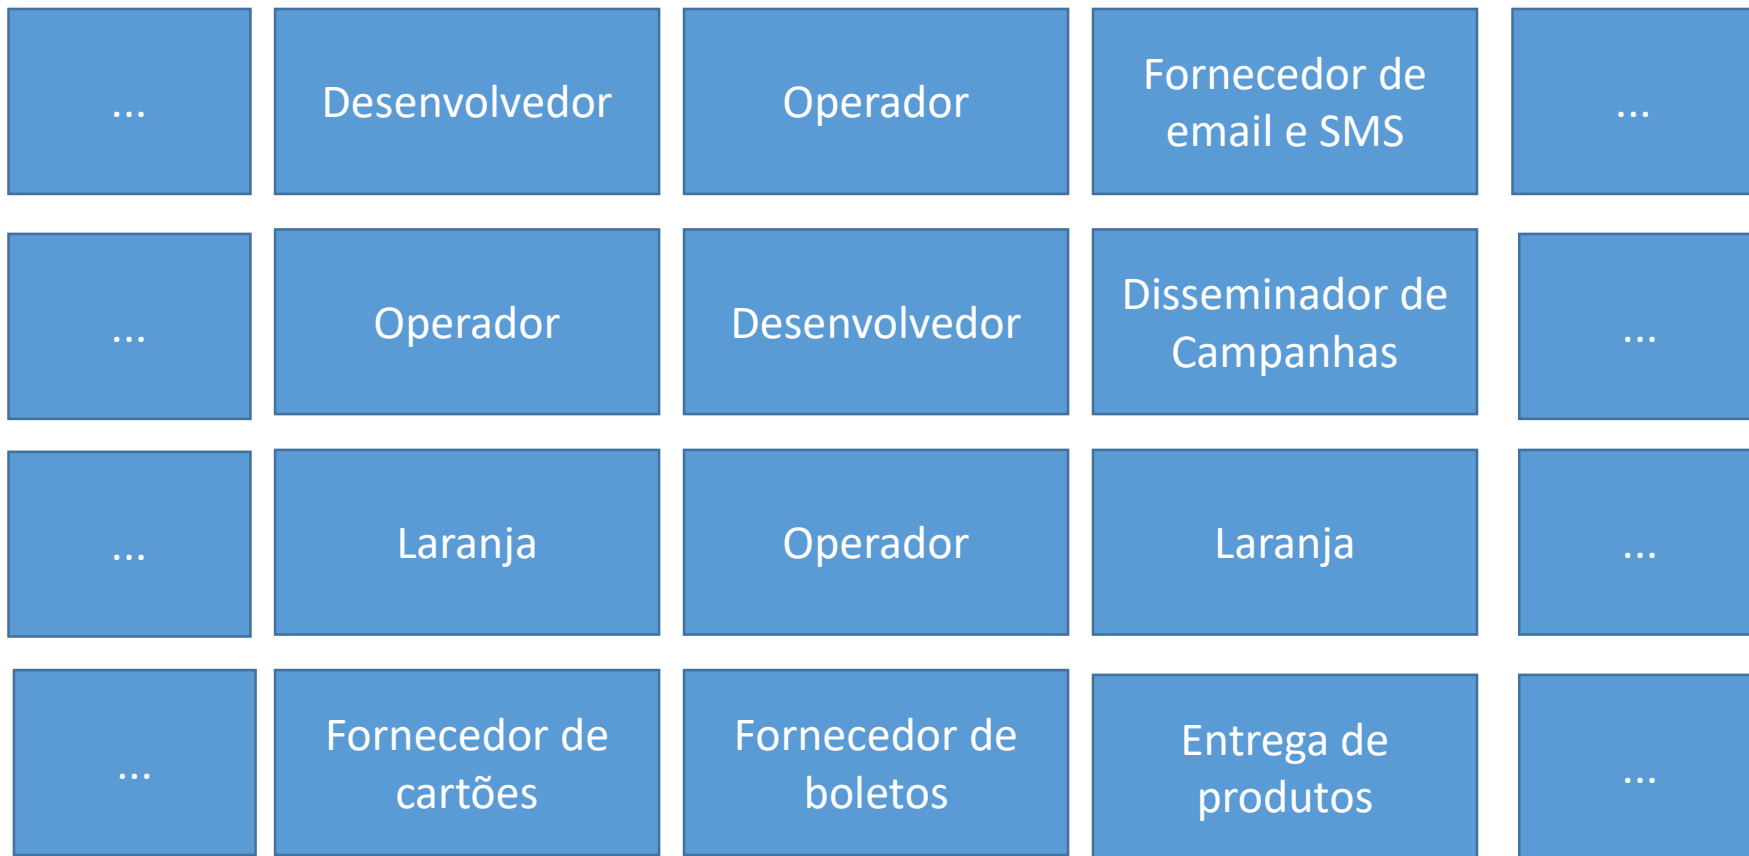 ...
Desenvolvedor
Operador
Fornecedor de
email e SMS
...
...
Operador
Desenvolvedor
Disseminador de
Campanhas
...
...
Laranja
Operador
Laranja
...
...
Fornecedor de
cartões
Fornecedor de
boletos
Entrega de
produtos
...